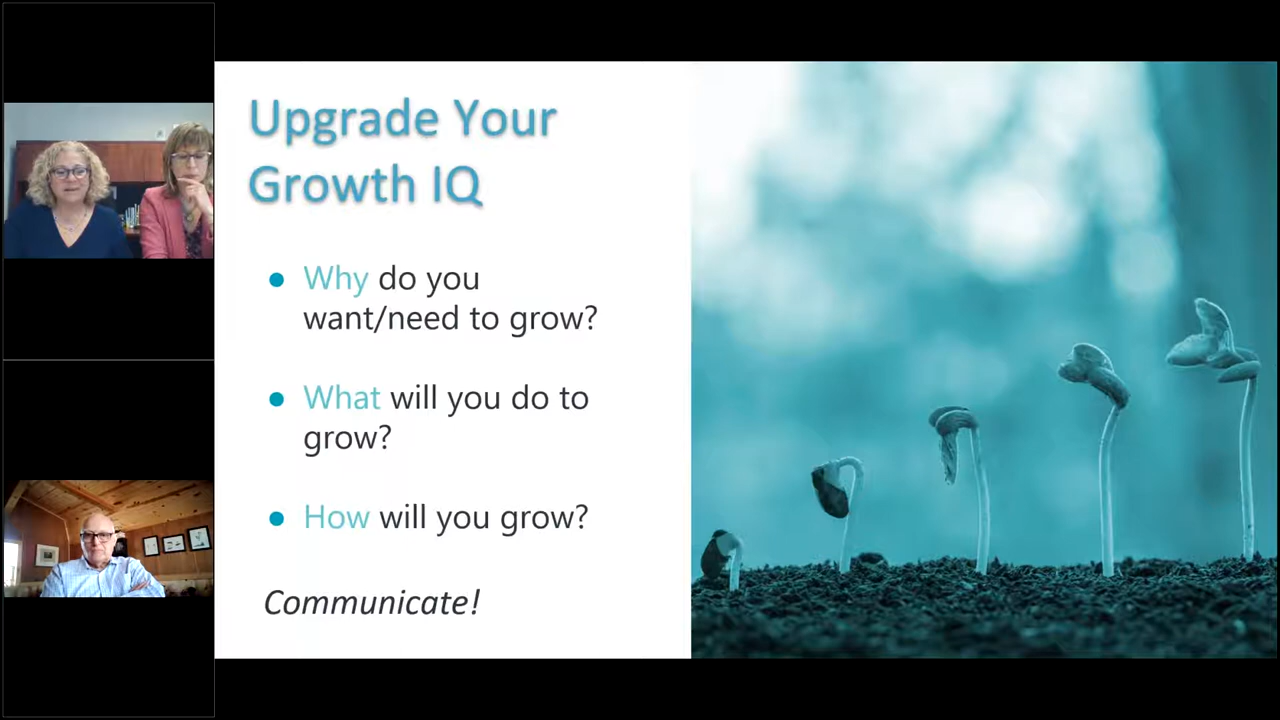 Upgrade Your
Growth IQ
• Why do you
want/need to grow?
• What will you do to
grow?
• How will you grow?
Communicate!